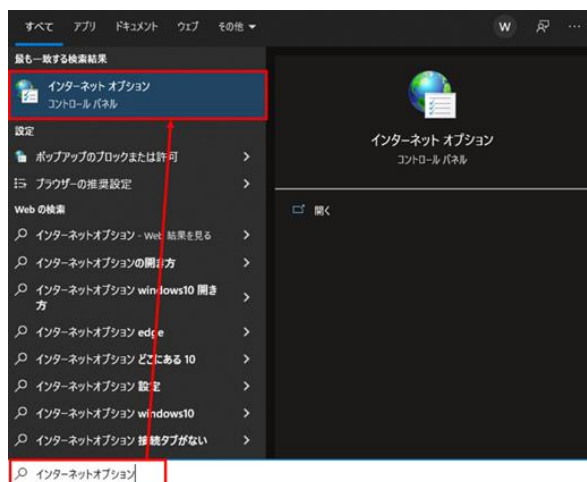 すべて アプリ ドキュメント ウェブ その他 W
最も一致する検索結果
インターネット オプション
コントロール パネル
設定
ポップアップのブロックまたは許可
ブラウザーの推奨設定
Web の検索
インターネットオプション - Web 結果を見る
インターネットオプションの開き方
インターネットオプション windows10 開き
方
インターネットオプション edge
インターネットオプション どこにある 10
インターネットオプション 設定
インターネットオプション windows10
インターネットオプション 接続タブがない
インターネットオプション
インターネット オプション
コントロール パネル
開く